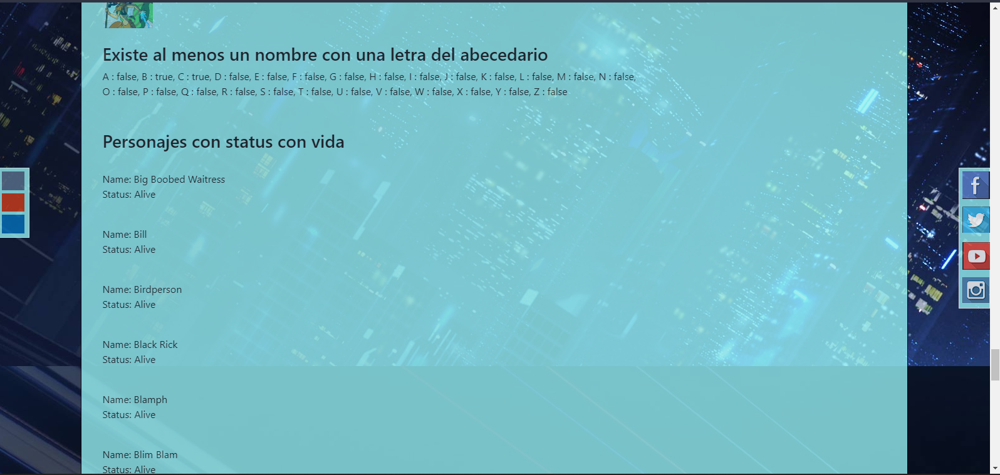 Existe al menos un nombre con una letra del abecedario
A : false, B : true, C : true, D : false, E : false, F : false, G : false, H : false, I : false, J : false, K : false, L : false, M : false, N : false,
O : false, P : false, Q : false, R : false, S : false, T : false, U : false, V : false, W : false, X : false, Y : false, Z : false
Personajes con status con vida
Name: Big Boobed Waitress
Status: Alive
Name: Bill
Status: Alive
Name: Birdperson
Status: Alive
Name: Black Rick
Status: Alive
Name: Blamph
Status: Alive
Name: Blim Blam
Status: Alive